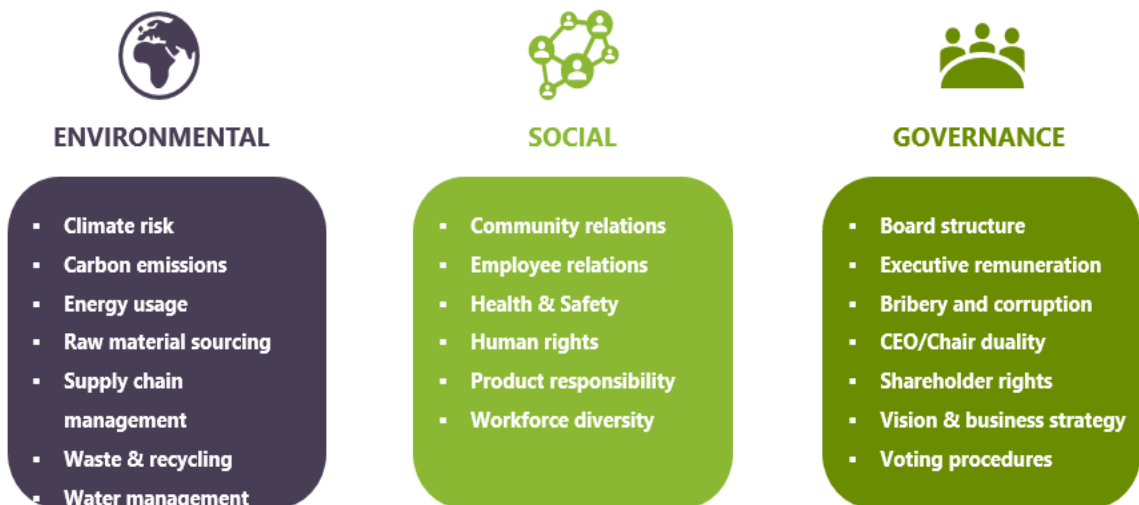 ENVIRONMENTAL
▪ Climate risk
▪ Carbon emissions
▪ Energy usage
▪ Raw material sourcing
▪ Supply chain
management
▪ Waste & recycling
▪ Water management
SOCIAL
▪ Community relations
▪ Employee relations
▪ Health & Safety
▪ Human rights
▪ Product responsibility
▪ Workforce diversity
GOVERNANCE
▪ Board structure
▪ Executive remuneration
▪ Bribery and corruption
▪ CEO/Chair duality
▪ Shareholder rights
▪ Vision & business strategy
▪ Voting procedures